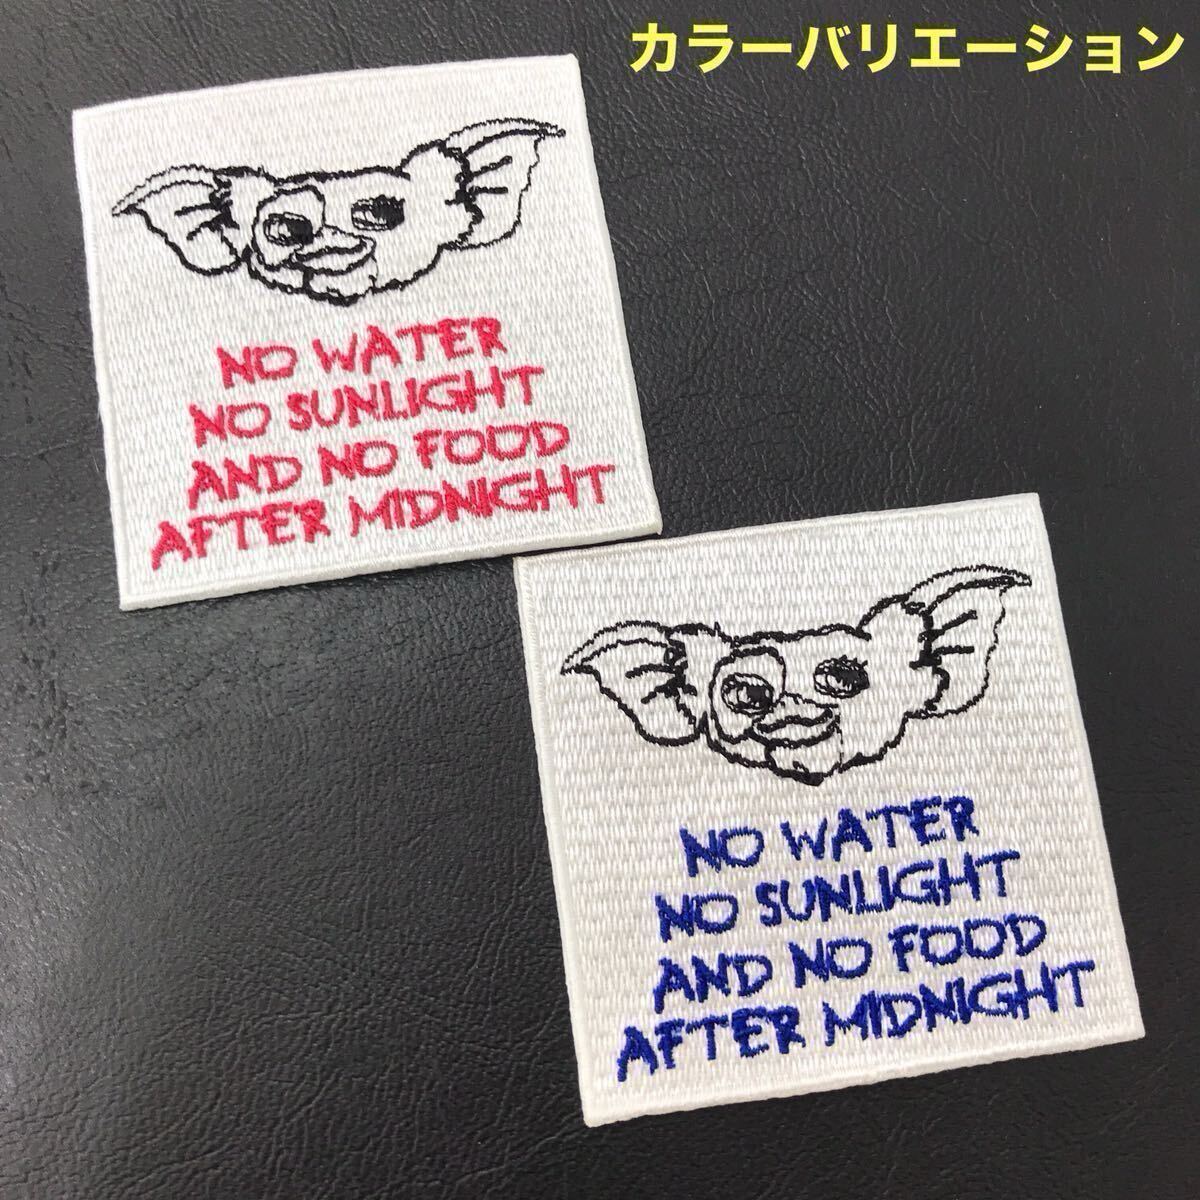 カラーバリエーション
NO WATER
NO SUNLIGHT
AND NO FOOD
AFTER MIDNIGHT
NO WATER
NO SUNLIGHT
AND NO FOOD
AFTER MIDNIGHT